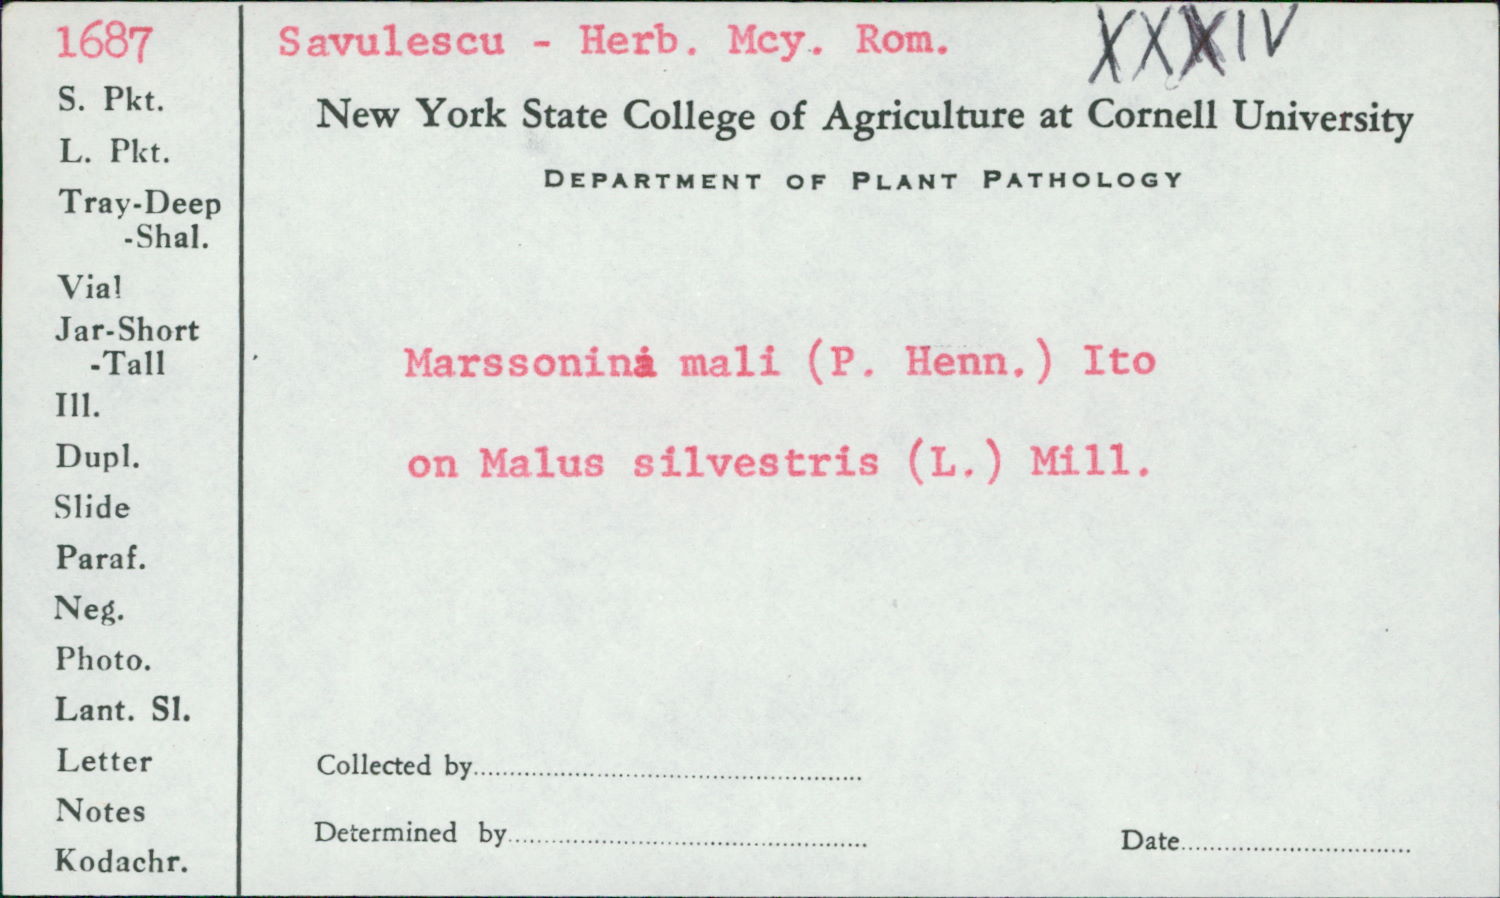 1687
Savulescu - Herb. Mcy. Rom.
XXXIV
New York State College of Agriculture at Cornell University
DEPARTMENT OF PLANT PATHOLOGY
S. Pkt.
L. Pkt.
Tray-Deep
-Shal.
Vial
Jar-Short
-Tall
Ill.
Dupl.
Slide
Paraf.
Neg.
Photo.
Lant. Sl.
Letter
Notes
Kodachr.
Marssonina mali (P. Henn.) Ito
on Malus silvestris (L.) Mill.
Collected by
Determined by
Date